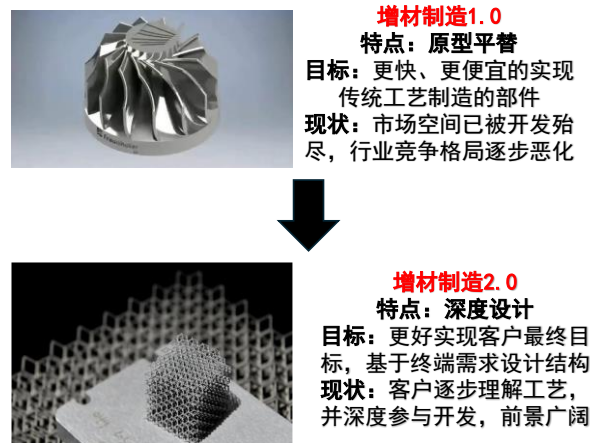 增材制造1.0
特点：原型平替
目标：更快、更便宜的实现
传统工艺制造的部件
现状：市场空间已被开发殆
尽，行业竞争格局逐步恶化
增材制造2.0
特点：深度设计
目标：更好实现客户最终目
标，基于终端需求设计结构
现状：客户逐步理解工艺，
并深度参与开发，前景广阔